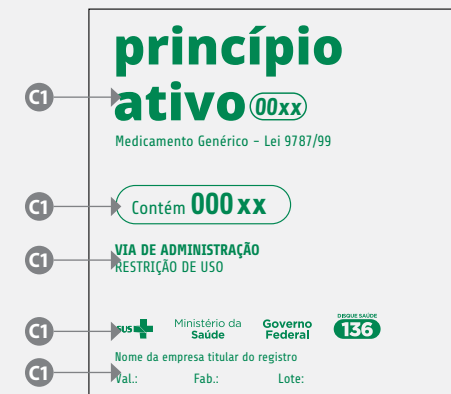 princípio
C1 ativo 00xx
Medicamento Genérico - Lei 9787/99
C1 Contém 000 xx
VIA DE ADMINISTRAÇÃO
C1 RESTRIÇÃO DE USO
DISQUE SAÚDE
C1 SUS Ministério da Saúde Governo Federal 136
Nome da empresa titular do registro
C1 Val.: Fab.: Lote: